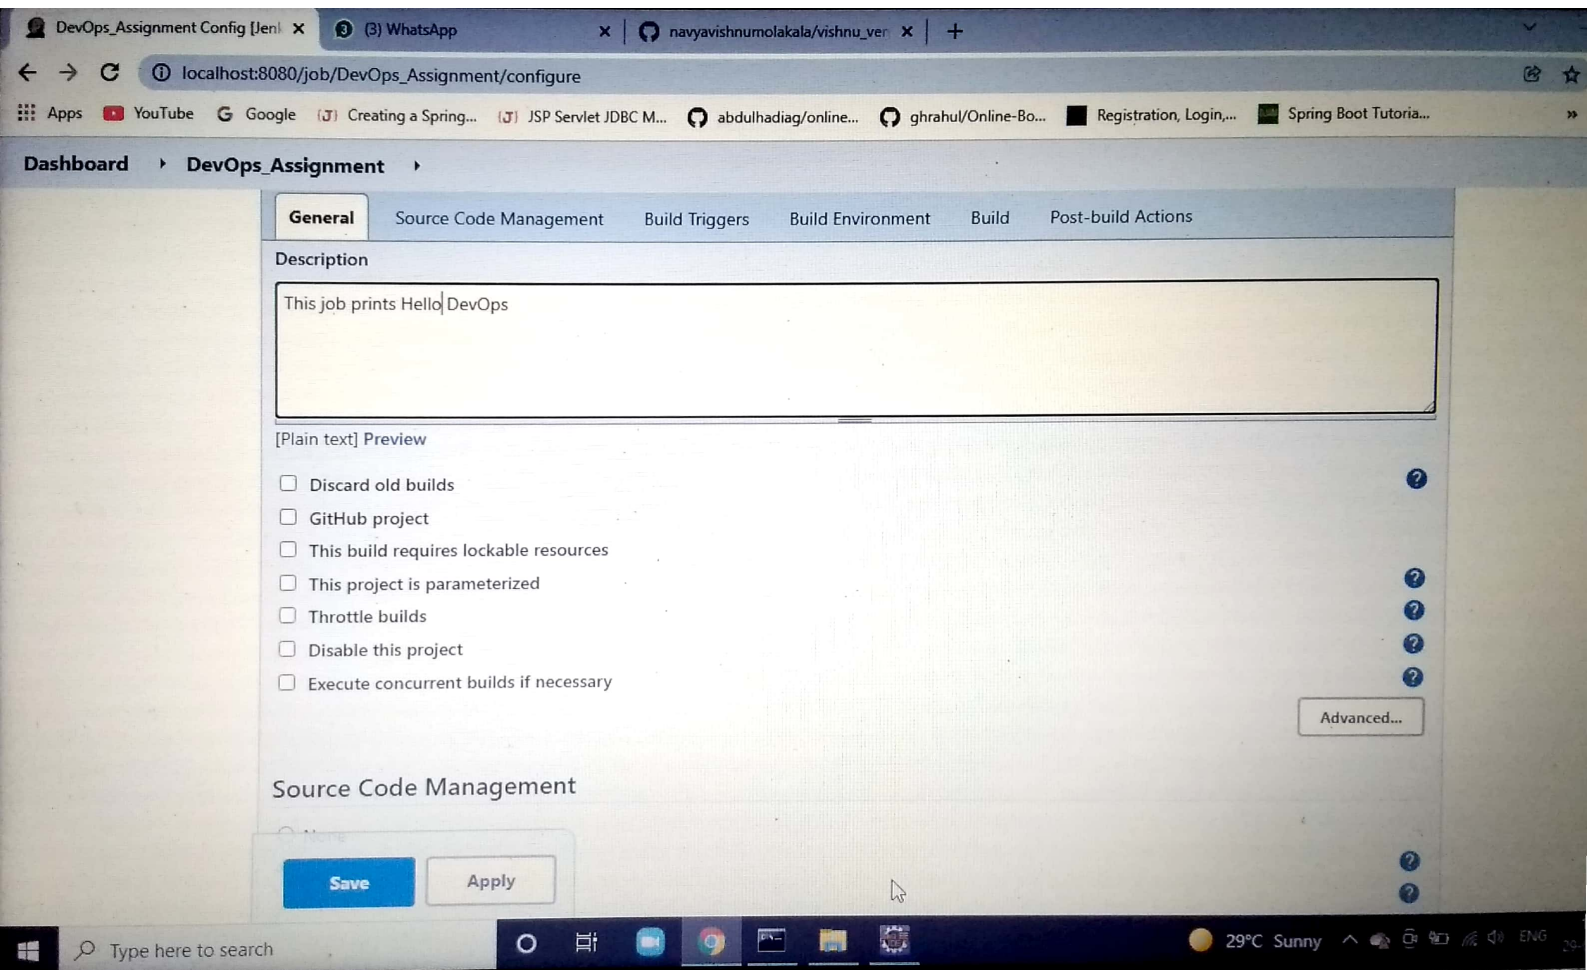 DevOps_Assignment Config [Jen
(3) WhatsApp
navyavishnumolakala/vishnu_ver
localhost:8080/job/DevOps_Assignment/configure
Apps YouTube Google Creating a Spring... JSP Servlet JDBC M... abdulhadiag/online... ghrahul/Online-Bo... Registration, Login,... Spring Boot Tutoria... »
Dashboard DevOps_Assignment
General Source Code Management Build Triggers Build Environment Build Post-build Actions
Description
This job prints Hello DevOps
[Plain text] Preview
Discard old builds
GitHub project
This build requires lockable resources
This project is parameterized
Throttle builds
Disable this project
Execute concurrent builds if necessary
Advanced...
Source Code Management
None
Save Apply
Type here to search
29°C Sunny ENG